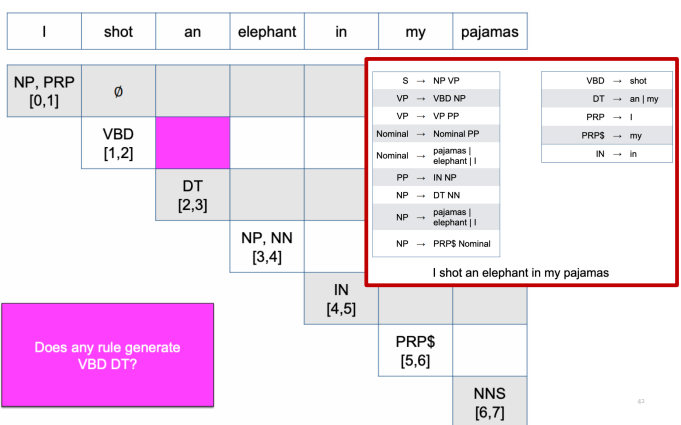 I shot an elephant in my pajamas
NP, PRP
[0,1]
Ø
VBD
[1,2]
DT
[2,3]
NP, NN
[3,4]
IN
[4,5]
PRP$
[5,6]
NNS
[6,7]
S → NP VP
VP → VBD NP
VP → VP PP
Nominal → Nominal PP
Nominal → pajamas |
elephant | I
PP → IN NP
NP → DT NN
NP → pajamas |
elephant | I
NP → PRP$ Nominal
VBD → shot
DT → an | my
PRP → I
PRP$ → my
IN → in
I shot an elephant in my pajamas
Does any rule generate
VBD DT?
43